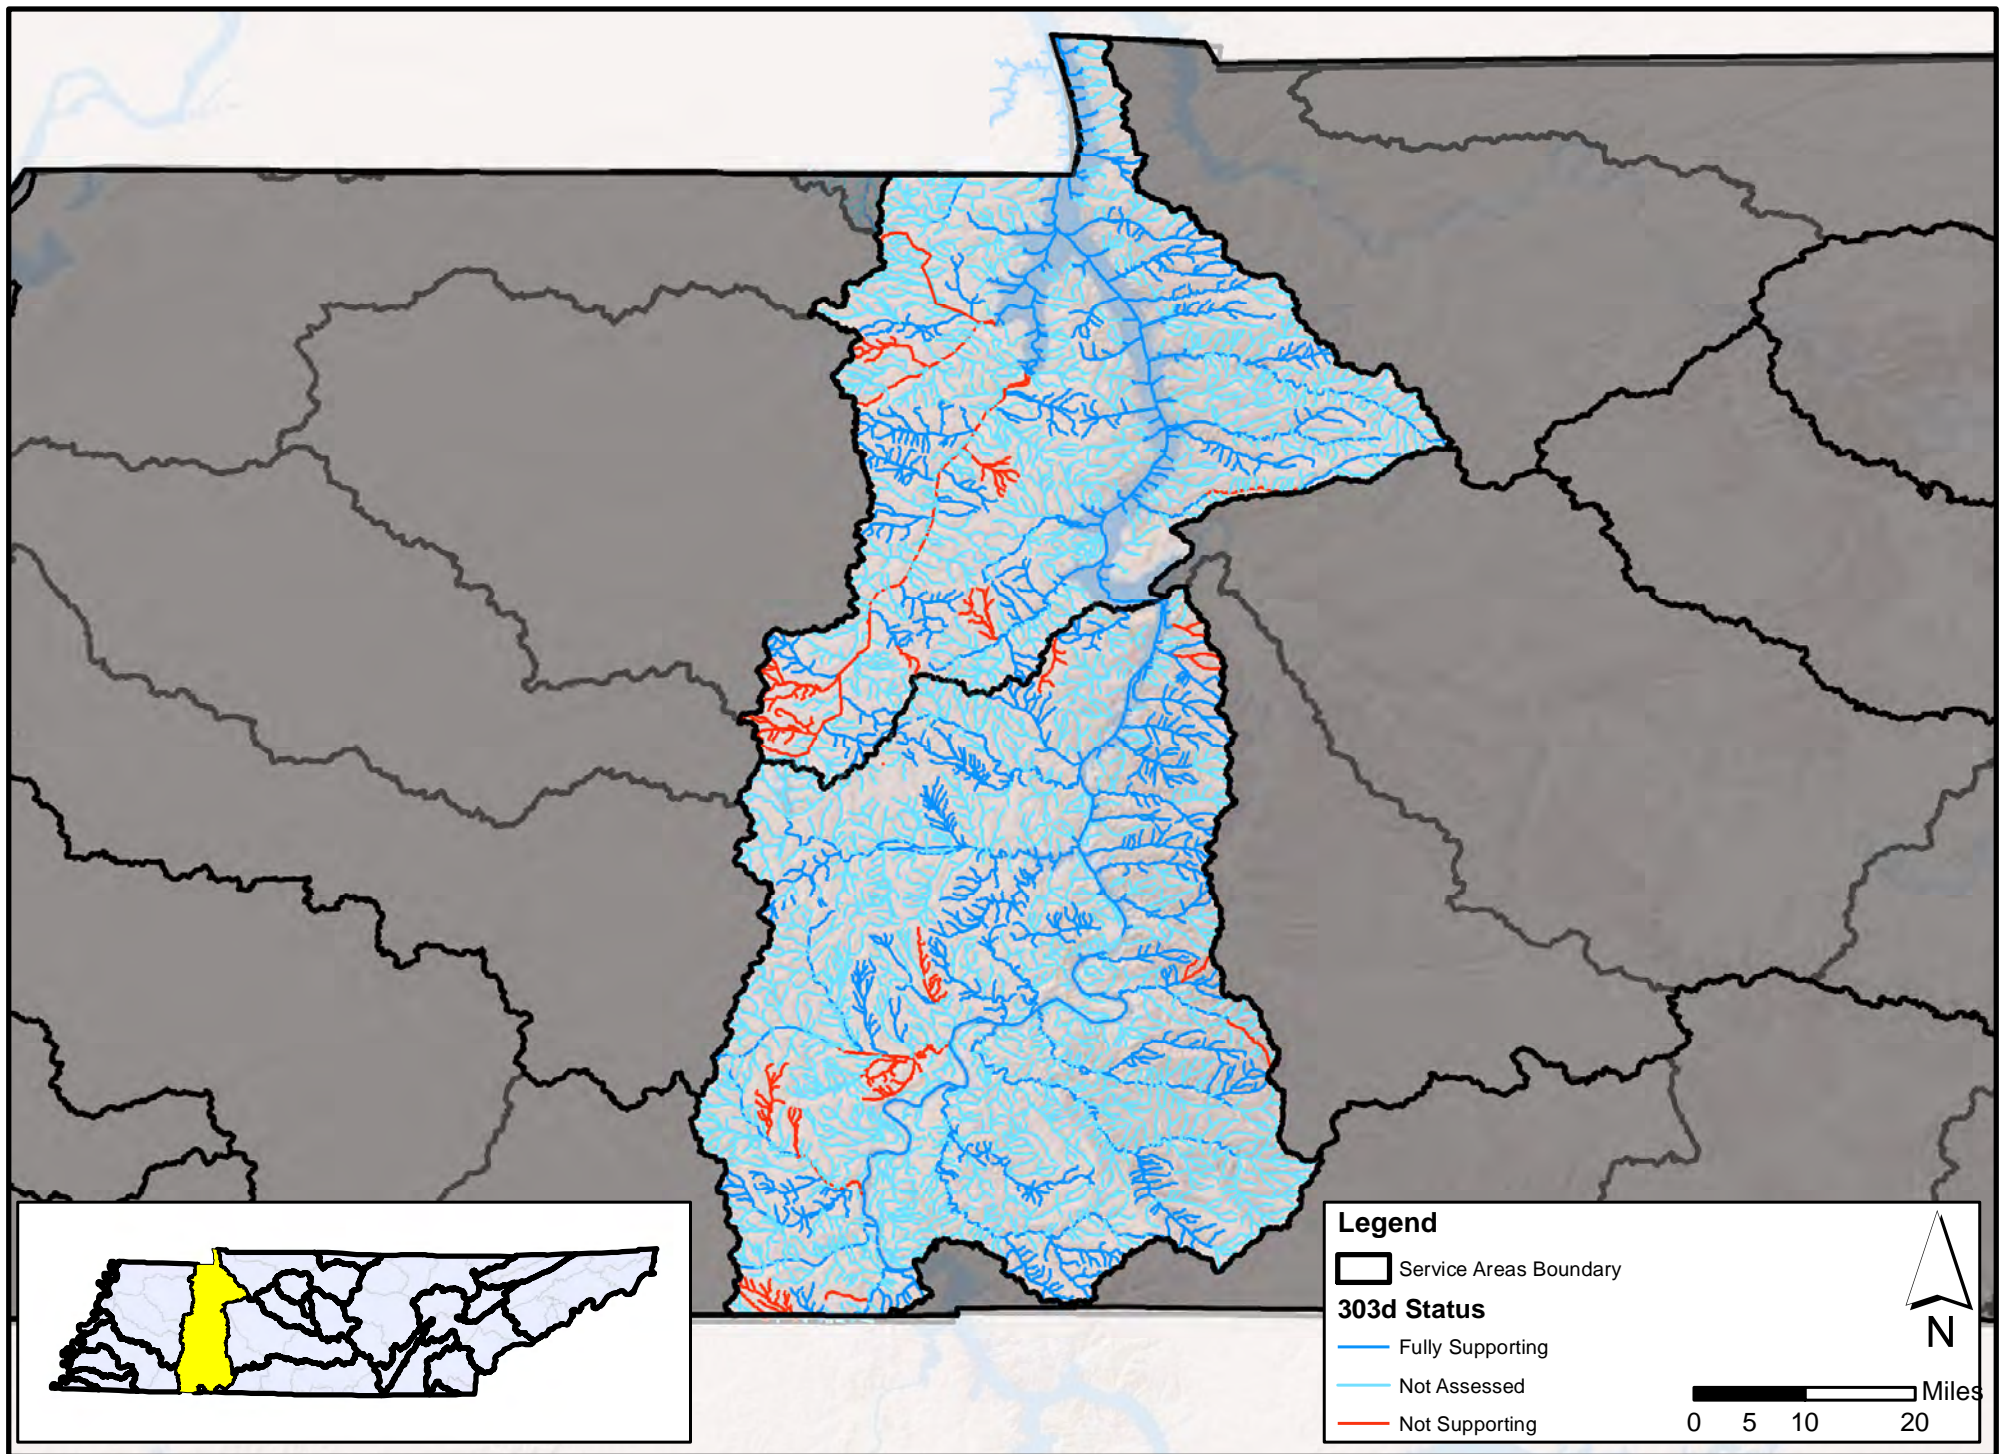 Legend
Service Areas Boundary
303d Status
Fully Supporting
Not Assessed
Not Supporting
N
Miles
0 5 10 20